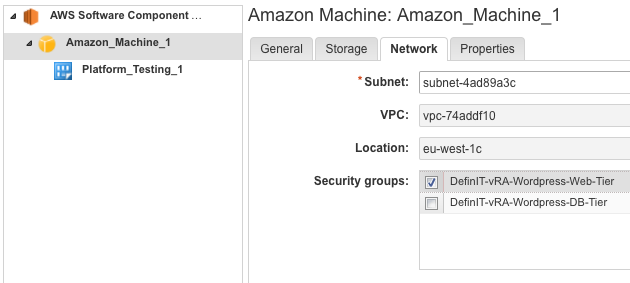 AWS Software Component ...
Amazon_Machine_1
Platform_Testing_1
Amazon Machine: Amazon_Machine_1
General
Storage
Network
Properties
* Subnet:
subnet-4ad89a3c
VPC:
vpc-74addf10
Location:
eu-west-1c
Security groups:
DefinIT-vRA-Wordpress-Web-Tier
DefinIT-vRA-Wordpress-DB-Tier